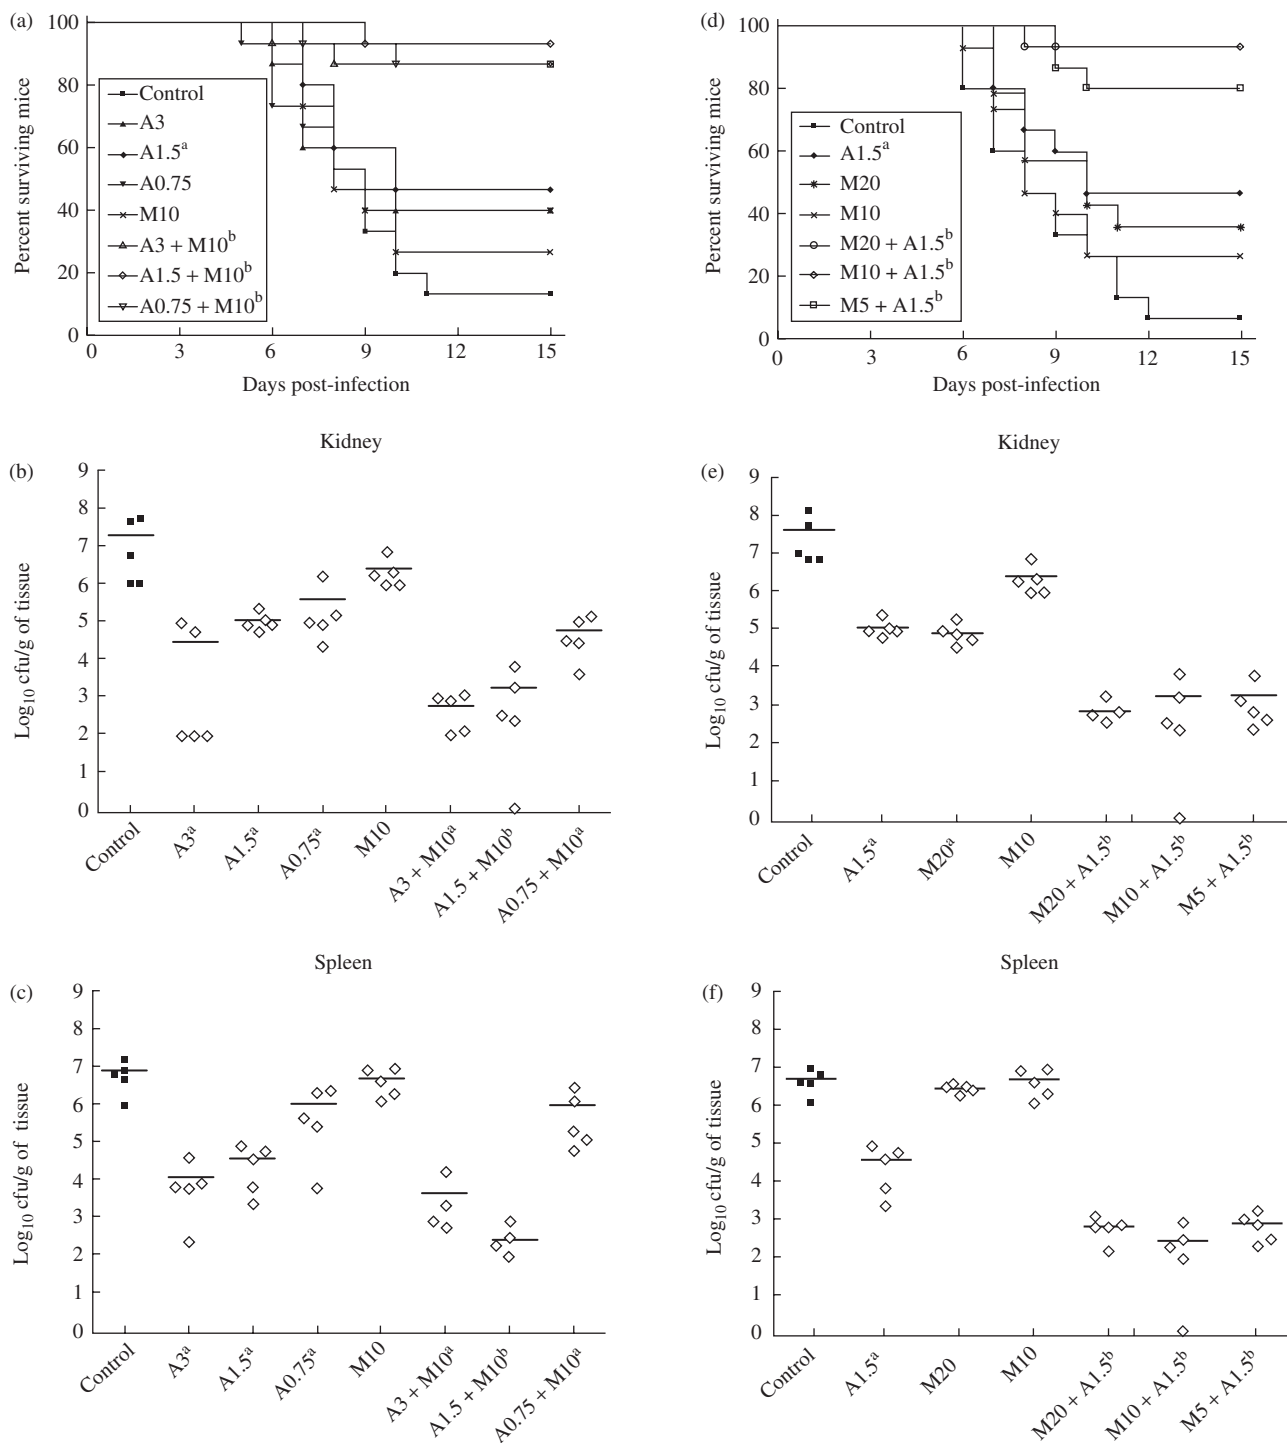 (a)
100
80
60
40
20
0
Percent surviving mice
Control
A3
A1.5a
A0.75
M10
A3 + M10b
A1.5 + M10b
A0.75 + M10b
0 3 6 9 12 15
Days post-infection
(d)
100
80
60
40
20
0
Percent surviving mice
Control
A1.5a
M20
M10
M20 + A1.5b
M10 + A1.5b
M5 + A1.5b
0 3 6 9 12 15
Days post-infection
(b)
Kidney
9
8
7
6
5
4
3
2
1
0
Log10 cfu/g of tissue
Control A3a A1.5a A0.75a M10 A3 + M10a A1.5 + M10b A0.75 + M10a
(e)
Kidney
9
8
7
6
5
4
3
2
1
0
Log10 cfu/g of tissue
Control A1.5a M20a M10 M20 + A1.5b M10 + A1.5b M5 + A1.5b
(c)
Spleen
9
8
7
6
5
4
3
2
1
0
Log10 cfu/g of tissue
Control A3a A1.5a A0.75a M10 A3 + M10a A1.5 + M10b A0.75 + M10a
(f)
Spleen
9
8
7
6
5
4
3
2
1
0
Log10 cfu/g of tissue
Control A1.5a M20 M10 M20 + A1.5b M10 + A1.5b M5 + A1.5b